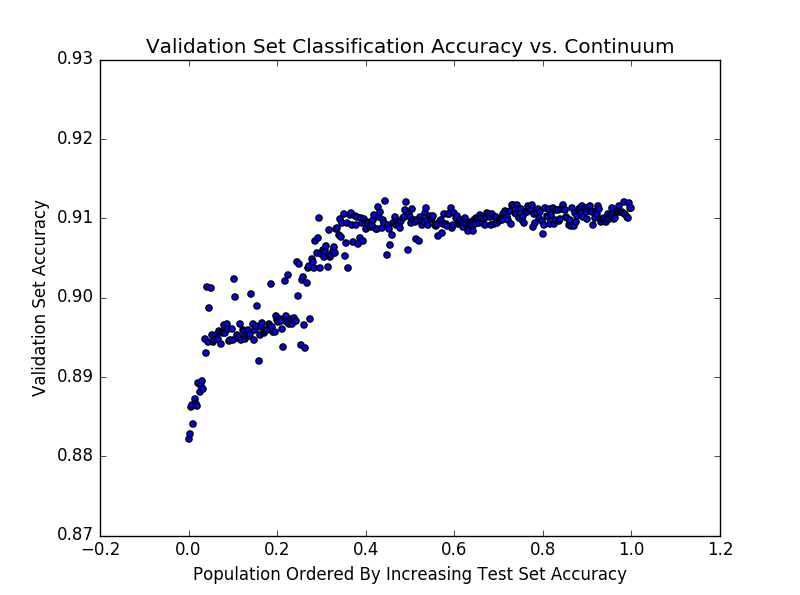 Validation Set Classification Accuracy vs. Continuum
0.93
0.92
0.91
0.90
0.89
0.88
0.87
Validation Set Accuracy
−0.2 0.0 0.2 0.4 0.6 0.8 1.0 1.2
Population Ordered By Increasing Test Set Accuracy